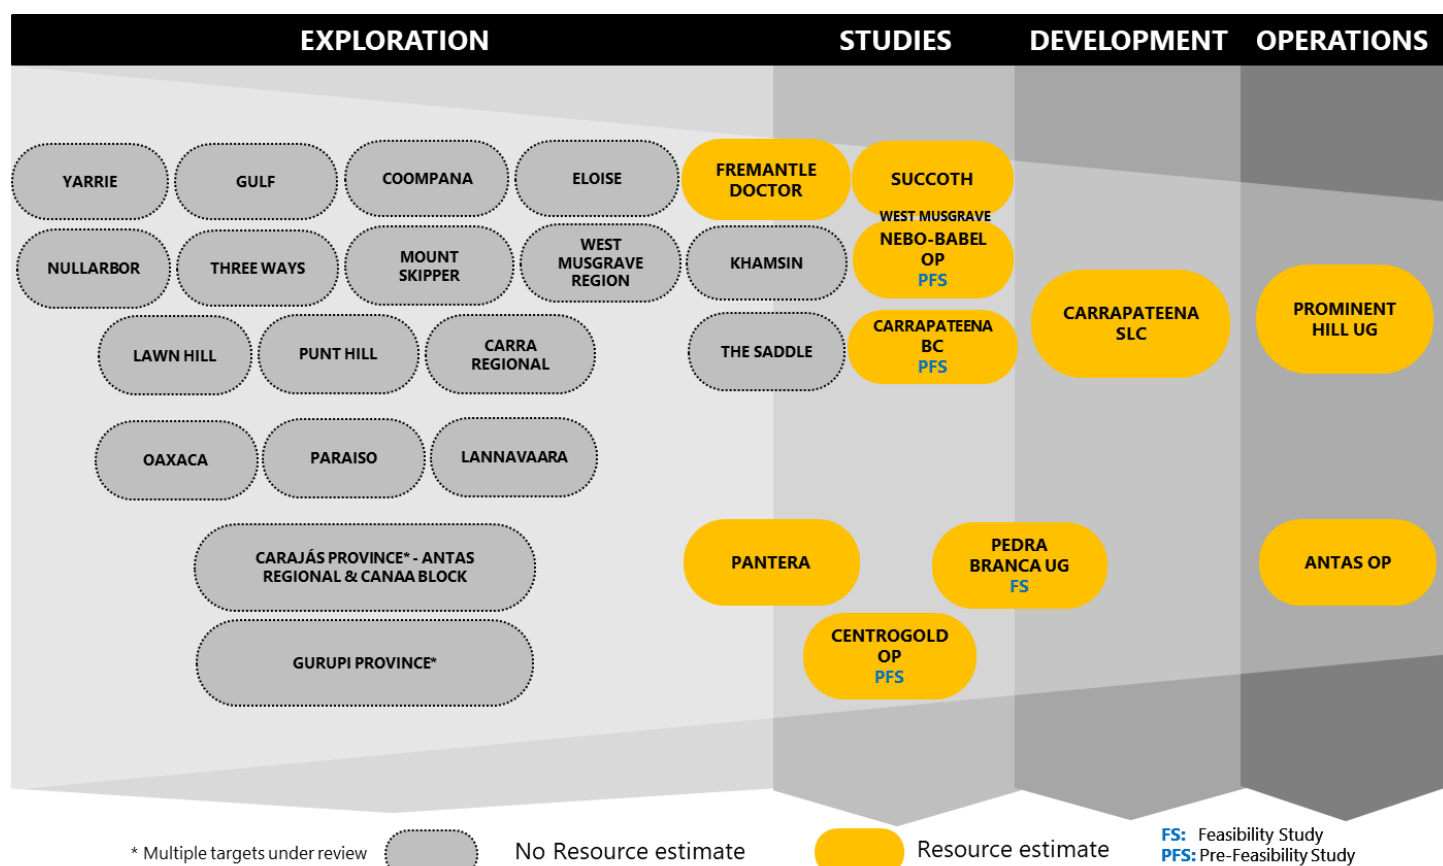 EXPLORATION
STUDIES
DEVELOPMENT
OPERATIONS
YARRIE
GULF
COOMPANA
ELOISE
FREMANTLE
DOCTOR
SUCCOTH
NULLARBOR
THREE WAYS
MOUNT
SKIPPER
WEST
MUSGRAVE
REGION
KHAMSIN
WEST MUSGRAVE
NEBO-BABEL
OP
PFS
LAWN HILL
PUNT HILL
CARRA
REGIONAL
THE SADDLE
CARRAPATEENA
BC
PFS
CARRAPATEENA
SLC
PROMINENT
HILL UG
OAXACA
PARAISO
LANNAVAARA
CARAJÁS PROVINCE* - ANTAS
REGIONAL & CANAA BLOCK
PANTERA
PEDRA
BRANCA UG
FS
ANTAS OP
GURUPI PROVINCE*
CENTROGOLD
OP
PFS
* Multiple targets under review
No Resource estimate
Resource estimate
FS: Feasibility Study
PFS: Pre-Feasibility Study